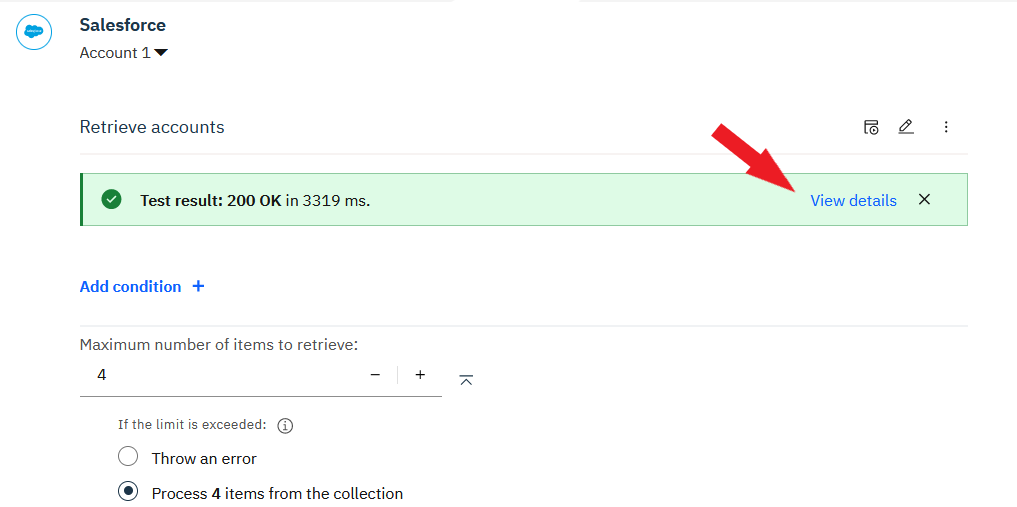 Salesforce
Account 1
Retrieve accounts
Test result: 200 OK in 3319 ms.
View details
Add condition +
Maximum number of items to retrieve:
4
If the limit is exceeded:
Throw an error
Process 4 items from the collection